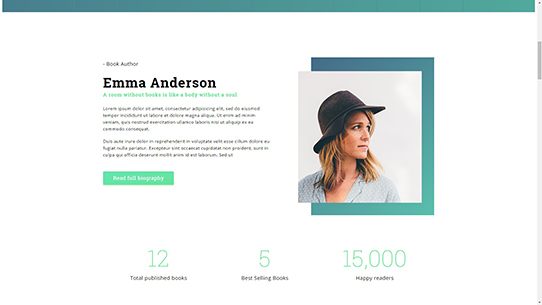 - Book Author
Emma Anderson
A room without books is like a body without a soul
Lorem ipsum dolor sit amet, consectetur adipisicing elit, sed do eiusmod
tempor incididunt ut labore et dolore magna aliqua. Ut enim ad minim
veniam, quis nostrud exercitation ullamco laboris nisi ut aliquip ex ea
commodo consequat.
Duis aute irure dolor in reprehenderit in voluptate velit esse cillum dolore eu
fugiat nulla pariatur. Excepteur sint occaecat cupidatat non proident, sunt in
culpa qui officia deserunt mollit anim id est laborum. Sed ut
Read full biography
12 5 15,000
Total published books Best Selling Books Happy readers